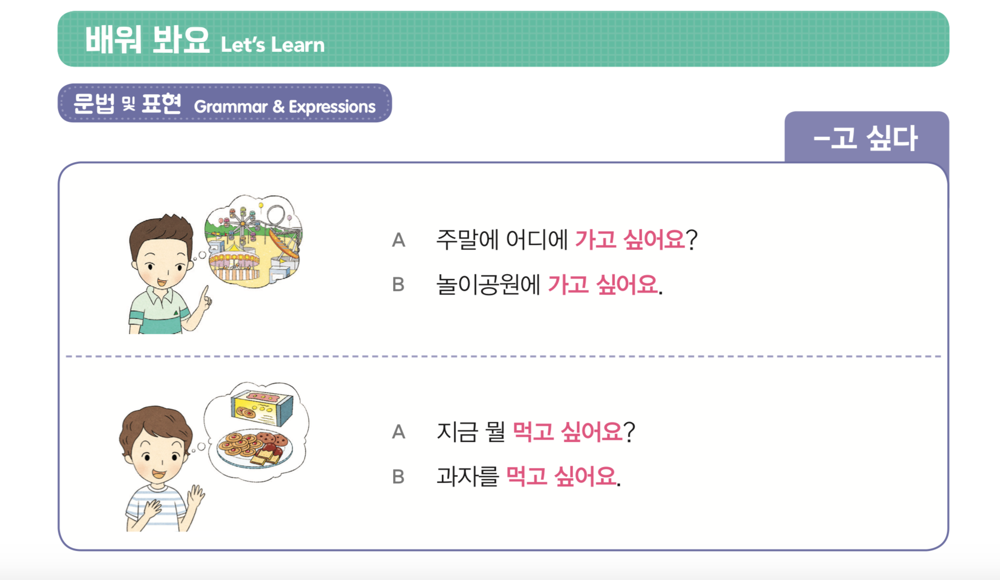 배워 봐요 Let's Learn
문법 및 표현 Grammar & Expressions
-고 싶다
A 주말에 어디에 가고 싶어요?
B 놀이공원에 가고 싶어요.
A 지금 뭘 먹고 싶어요?
B 과자를 먹고 싶어요.